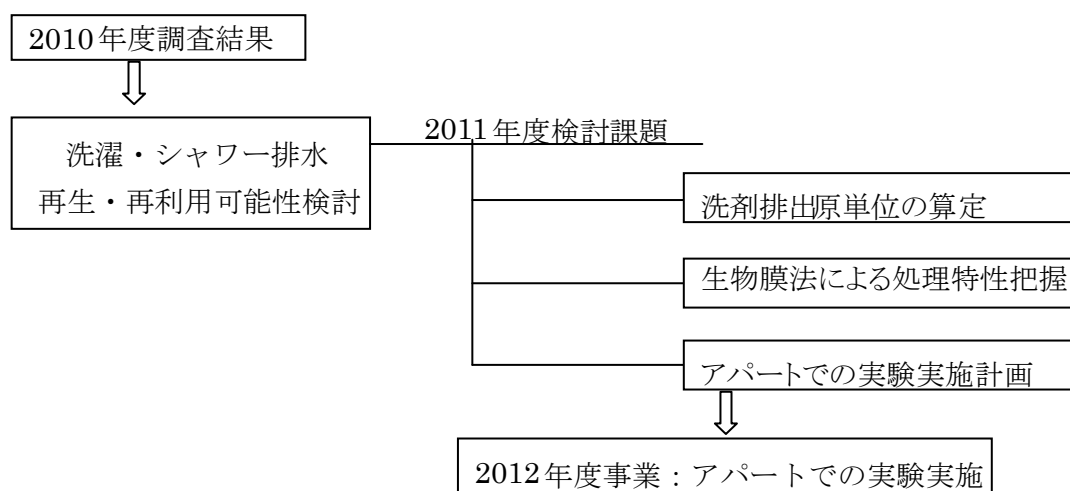 2010年度調査結果
洗濯・シャワー排水
再生・再利用可能性検討
2011年度検討課題
洗剤排出原単位の算定
生物膜法による処理特性把握
アパートでの実験実施計画
2012年度事業：アパートでの実験実施